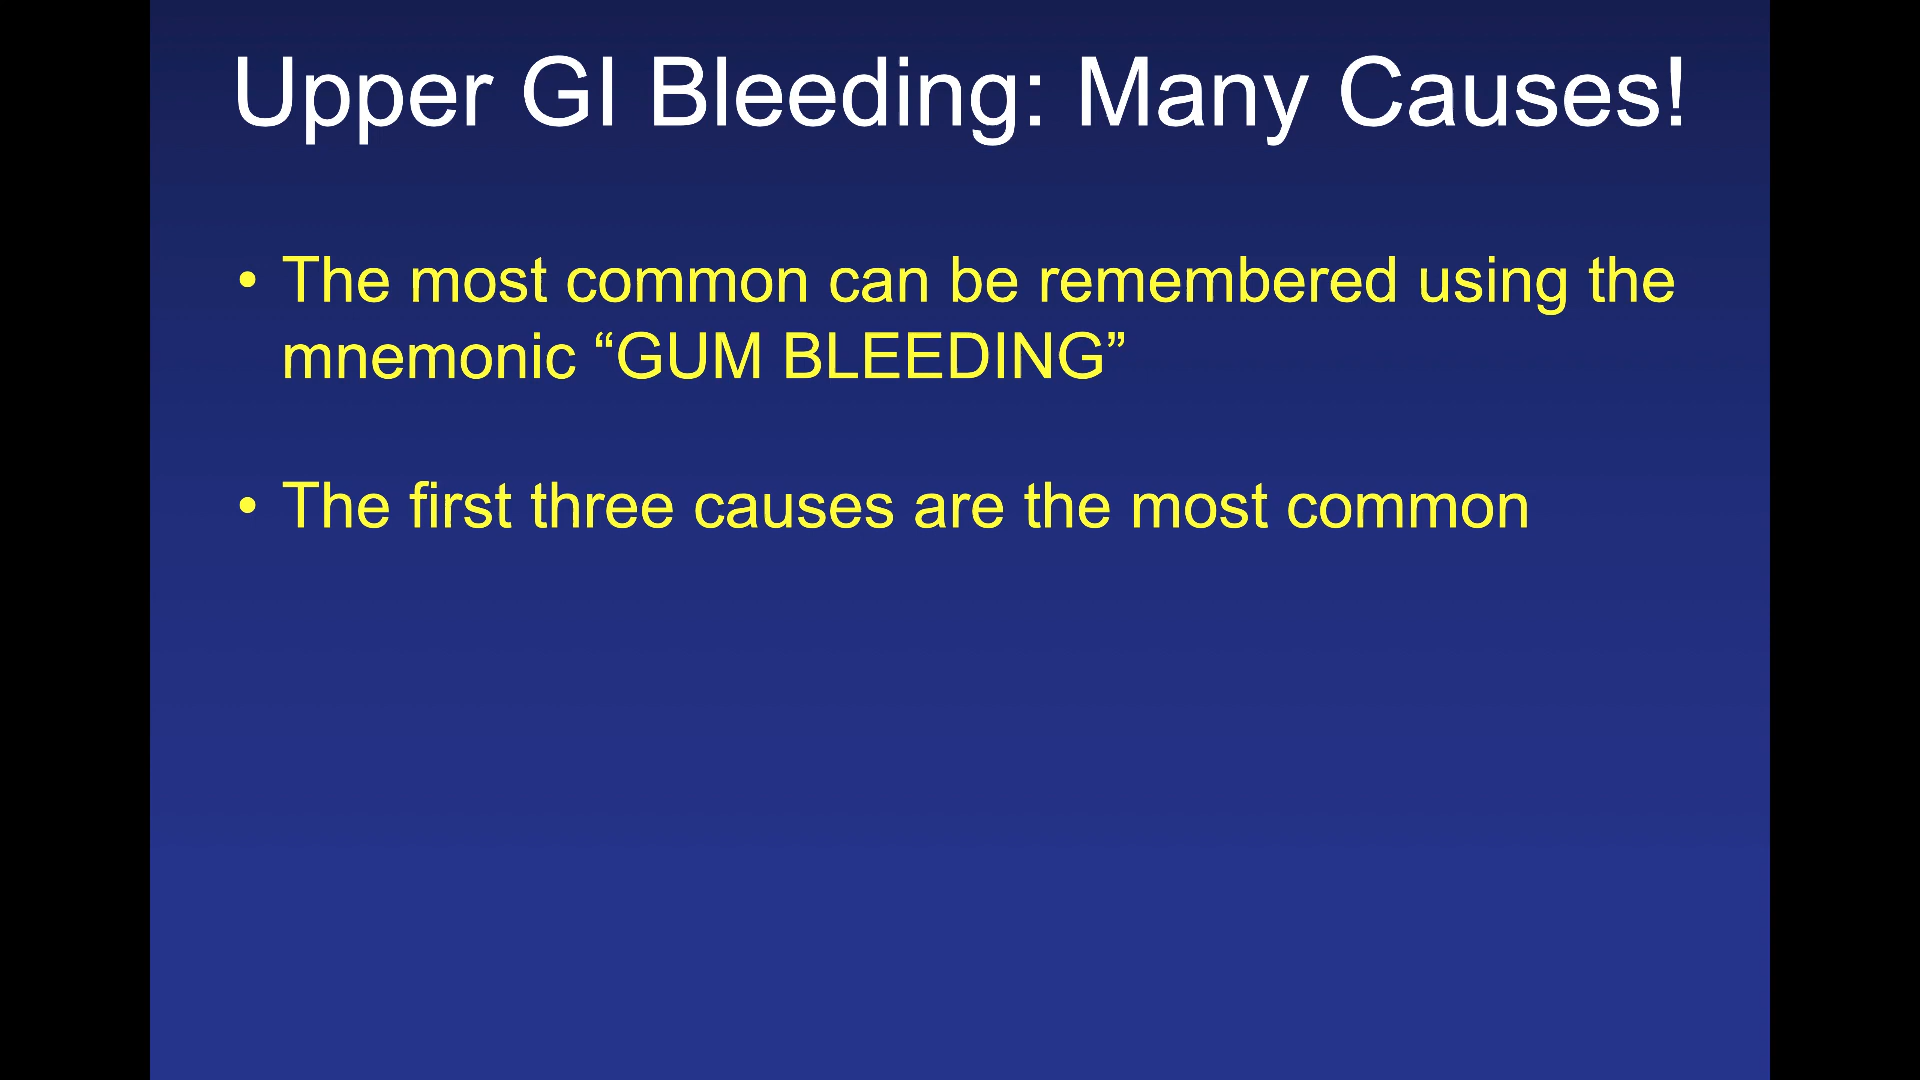 Upper GI Bleeding: Many Causes!
• The most common can be remembered using the
mnemonic “GUM BLEEDING”
• The first three causes are the most common